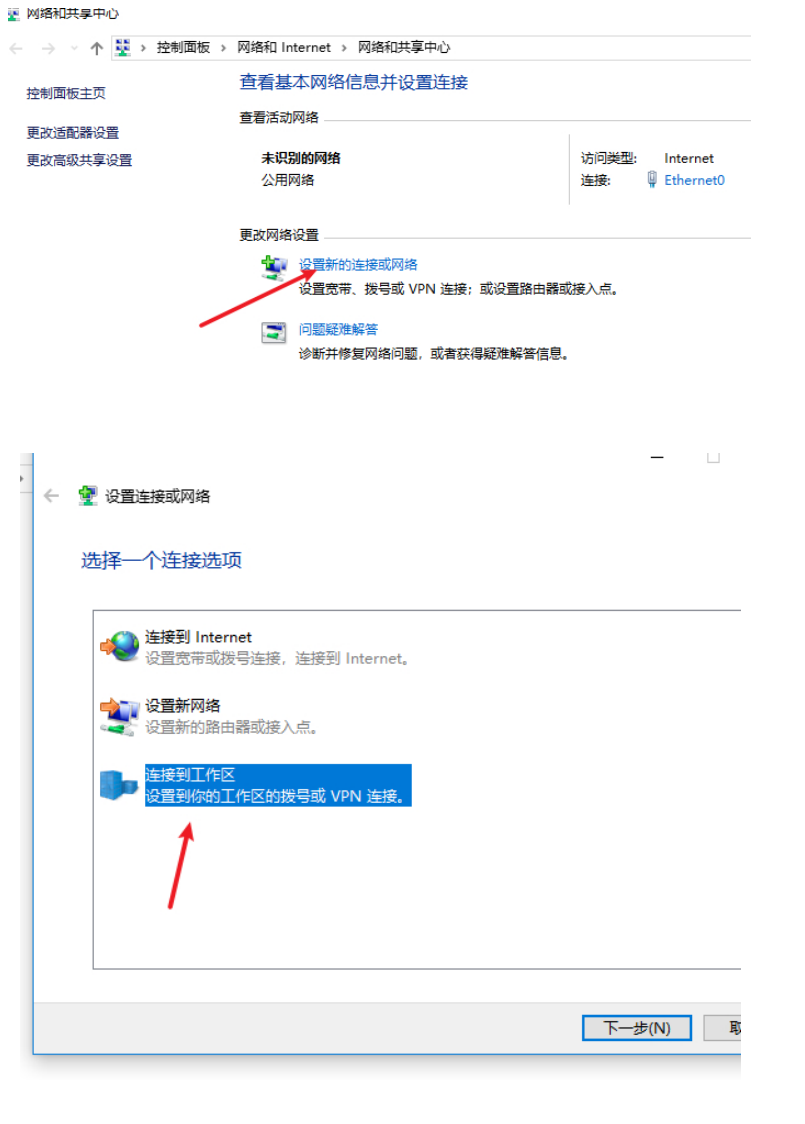 网络和共享中心
控制面板 › 网络和 Internet › 网络和共享中心
控制面板主页
更改适配器设置
更改高级共享设置
查看基本网络信息并设置连接
查看活动网络
未识别的网络
公用网络
访问类型: Internet
连接: Ethernet0
更改网络设置
设置新的连接或网络
设置宽带、拨号或 VPN 连接；或设置路由器或接入点。
问题疑难解答
诊断并修复网络问题，或者获得疑难解答信息。
设置连接或网络
选择一个连接选项
连接到 Internet
设置宽带或拨号连接，连接到 Internet。
设置新网络
设置新的路由器或接入点。
连接到工作区
设置到你的工作区的拨号或 VPN 连接。
下一步(N)